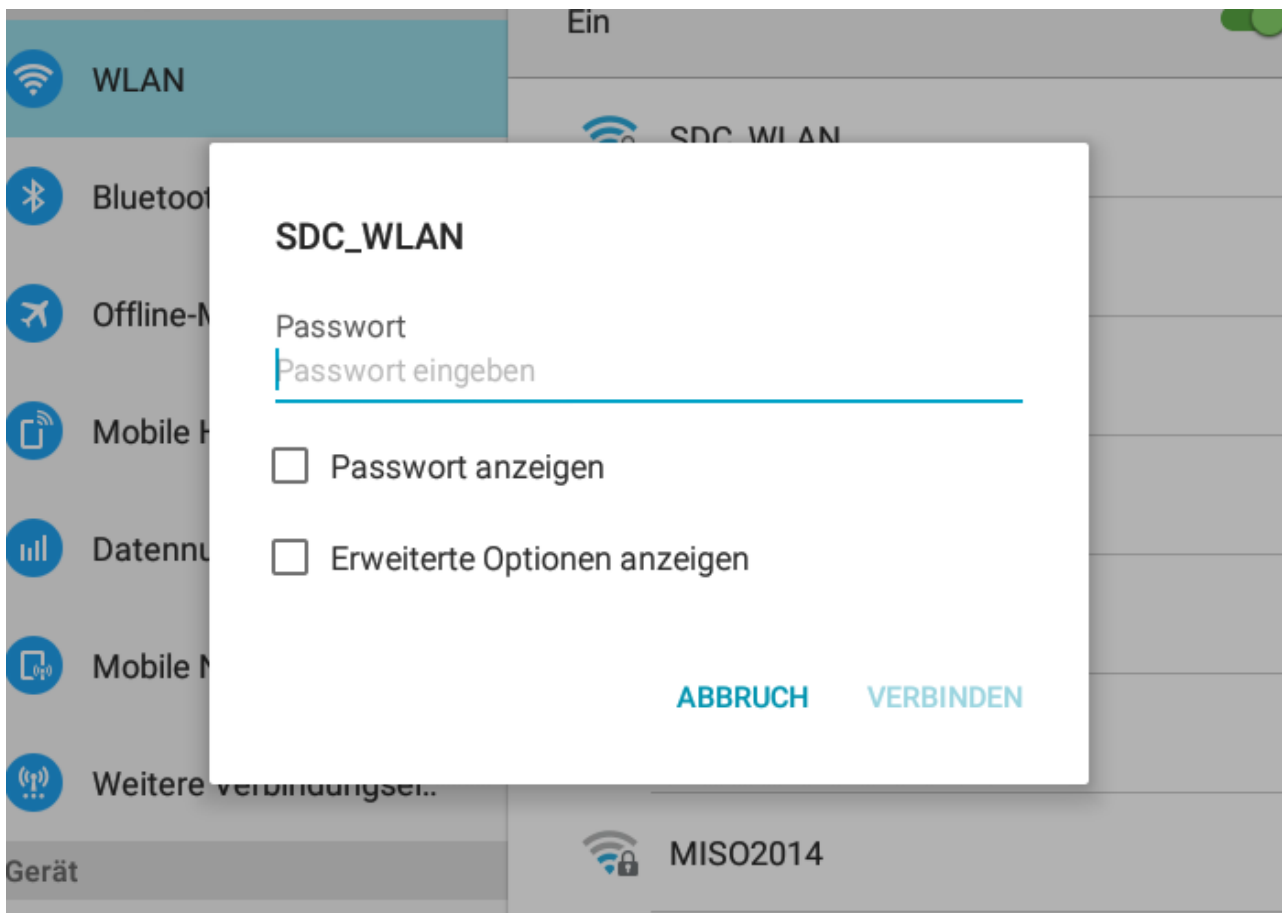 Ein
WLAN
SDC_WLAN
Bluetoot
SDC_WLAN
Offline-
Passwort
Passwort eingeben
Mobile
Passwort anzeigen
Datennu
Erweiterte Optionen anzeigen
Mobile
ABBRUCH VERBINDEN
Weitere Verbindungsei..
MISO2014
Gerät